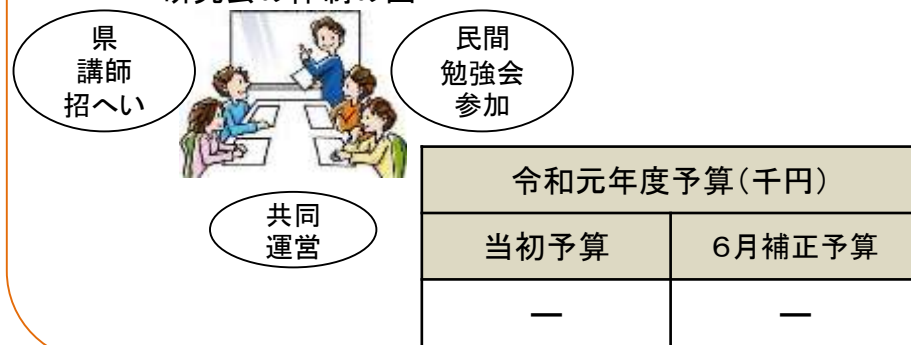 県
講師
招へい
民間
勉強会
参加
共同
運営
令和元年度予算(千円)
当初予算
6月補正予算
ー
ー